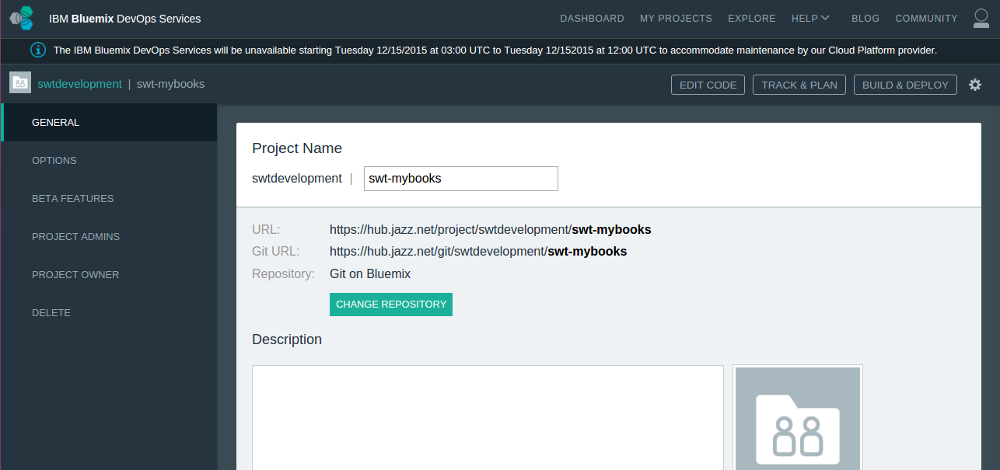 IBM Bluemix DevOps Services
DASHBOARD MY PROJECTS EXPLORE HELP BLOG COMMUNITY
The IBM Bluemix DevOps Services will be unavailable starting Tuesday 12/15/2015 at 03:00 UTC to Tuesday 12/152015 at 12:00 UTC to accommodate maintenance by our Cloud Platform provider.
swtdevelopment | swt-mybooks
EDIT CODE TRACK & PLAN BUILD & DEPLOY
GENERAL
OPTIONS
BETA FEATURES
PROJECT ADMINS
PROJECT OWNER
DELETE
Project Name
swtdevelopment | swt-mybooks
URL: https://hub.jazz.net/project/swtdevelopment/swt-mybooks
Git URL: https://hub.jazz.net/git/swtdevelopment/swt-mybooks
Repository: Git on Bluemix
CHANGE REPOSITORY
Description